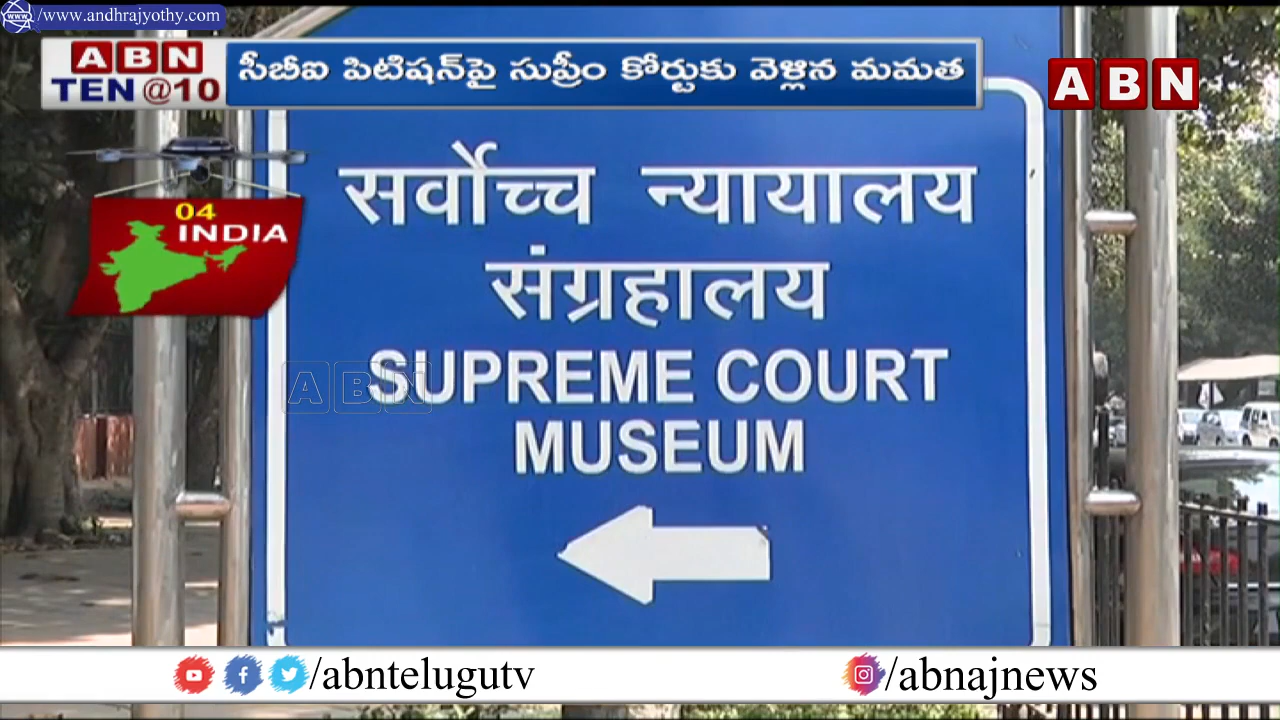 www.andhrajyothy.com/
ABN
TEN @10
సీబీఐ పిటిషన్‌పై సుప్రీం కోర్టుకు వెళ్లిన మమత
ABN
04
INDIA
सर्वोच्च न्यायालय
संग्रहालय
SUPREME COURT
MUSEUM
ABN
/abntelugutv
/abnajnews